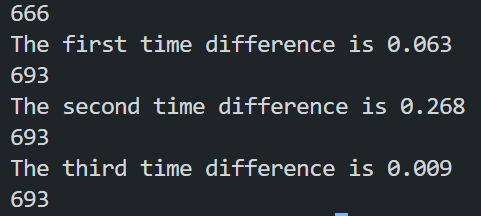 666
The first time difference is 0.063
693
The second time difference is 0.268
693
The third time difference is 0.009
693